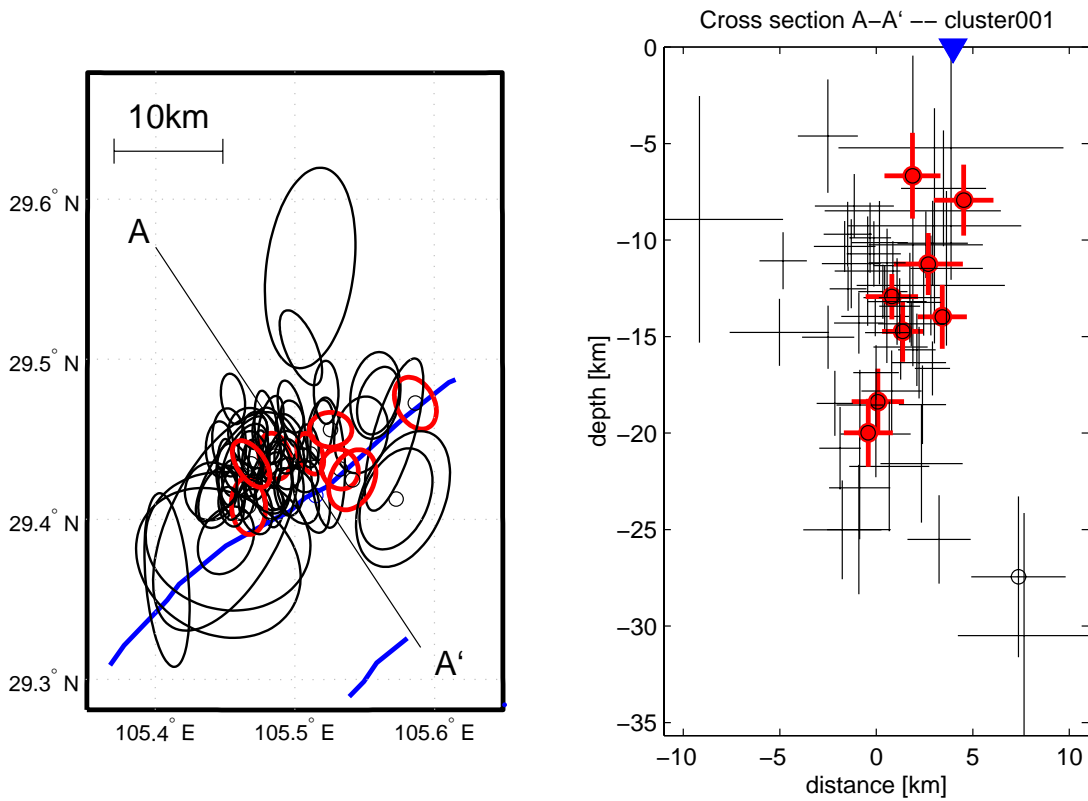 Cross section A−A‘ −− cluster001
10km
A
A‘
29.6° N
29.5° N
29.4° N
29.3° N
105.4° E
105.5° E
105.6° E
0
−5
−10
−15
−20
−25
−30
−35
depth [km]
−10
−5
0
5
10
distance [km]